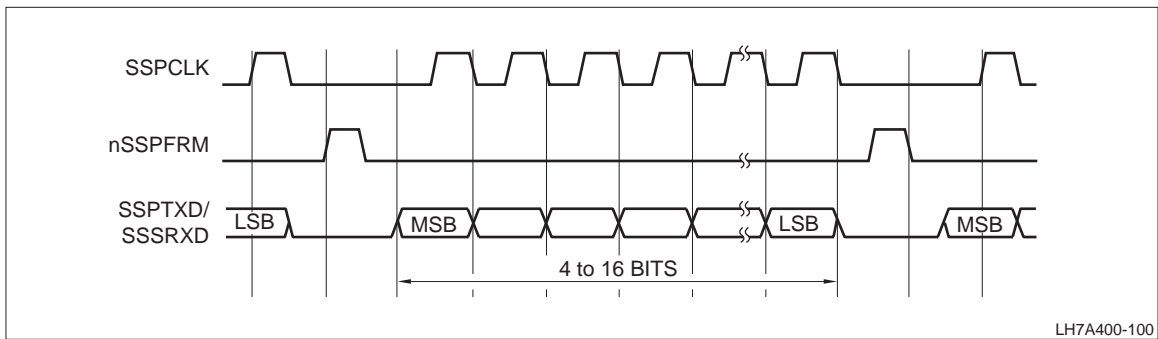 SSPCLK
nSSPFRM
SSPTXD/
SSSRXD
LSB
MSB
LSB
MSB
4 to 16 BITS
LH7A400-100